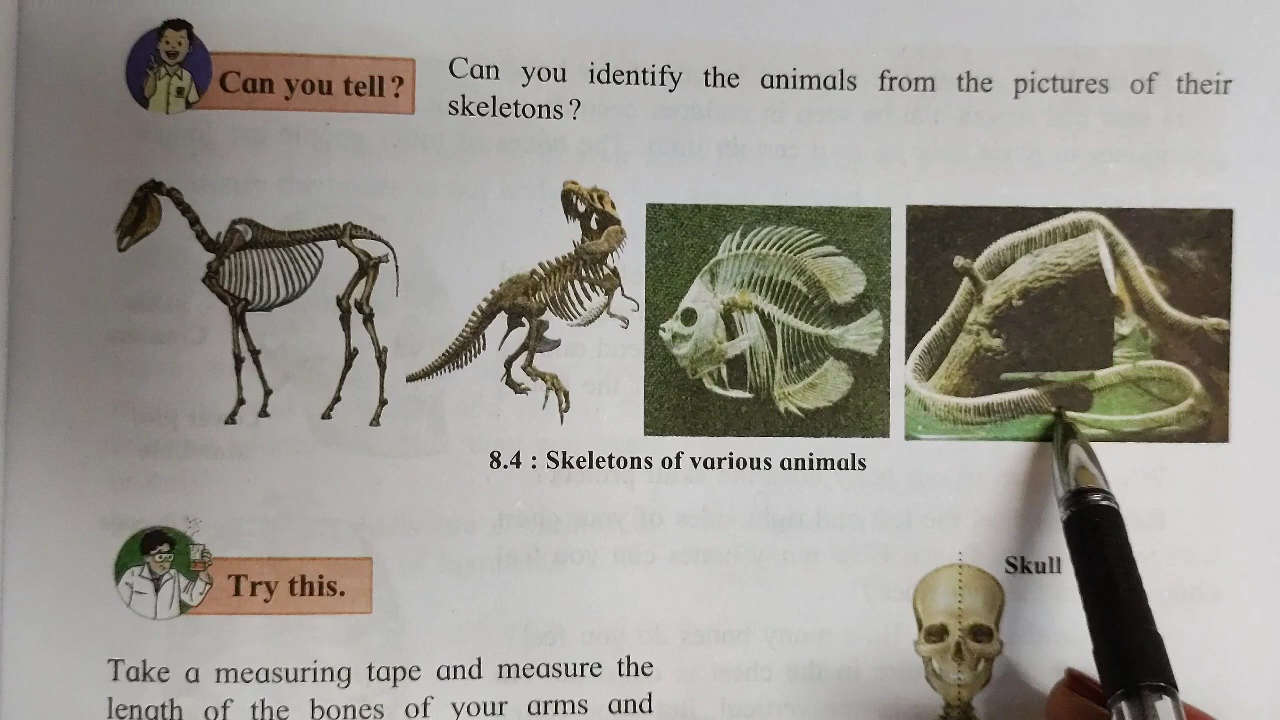 Can you tell?
Can you identify the animals from the pictures of their
skeletons?
8.4 : Skeletons of various animals
Try this.
Skull
Take a measuring tape and measure the
length of the bones of your arms and